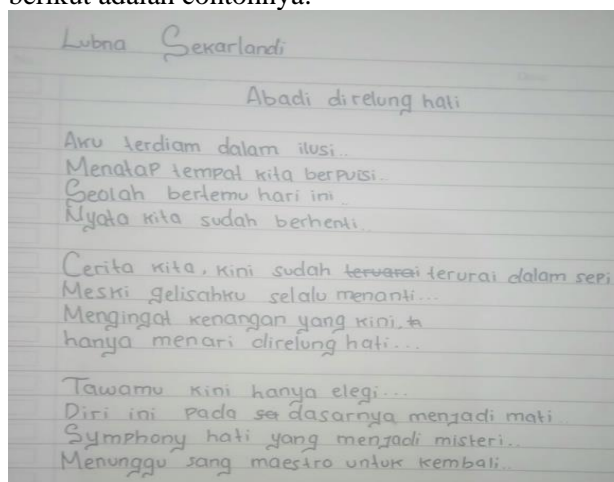 berikut adalah contohnya:
Lubna Sekarlandi
Abadi direlung hati
Aku terdiam dalam ilusi..
Menatap tempat kita berpuisi..
Seolah bertemu hari ini..
Nyata kita sudah berhenti..
Cerita kita, kini sudah terurai dalam sepi
Meski gelisahku selalu menanti...
Mengingat kenangan yang kini,
hanya menari direlung hati....
Tawamu kini hanya elegi...
Diri ini pada dasarnya menjadi mati..
Symphony hati yang menjadi misteri..
Menunggu sang maestro untuk kembali..